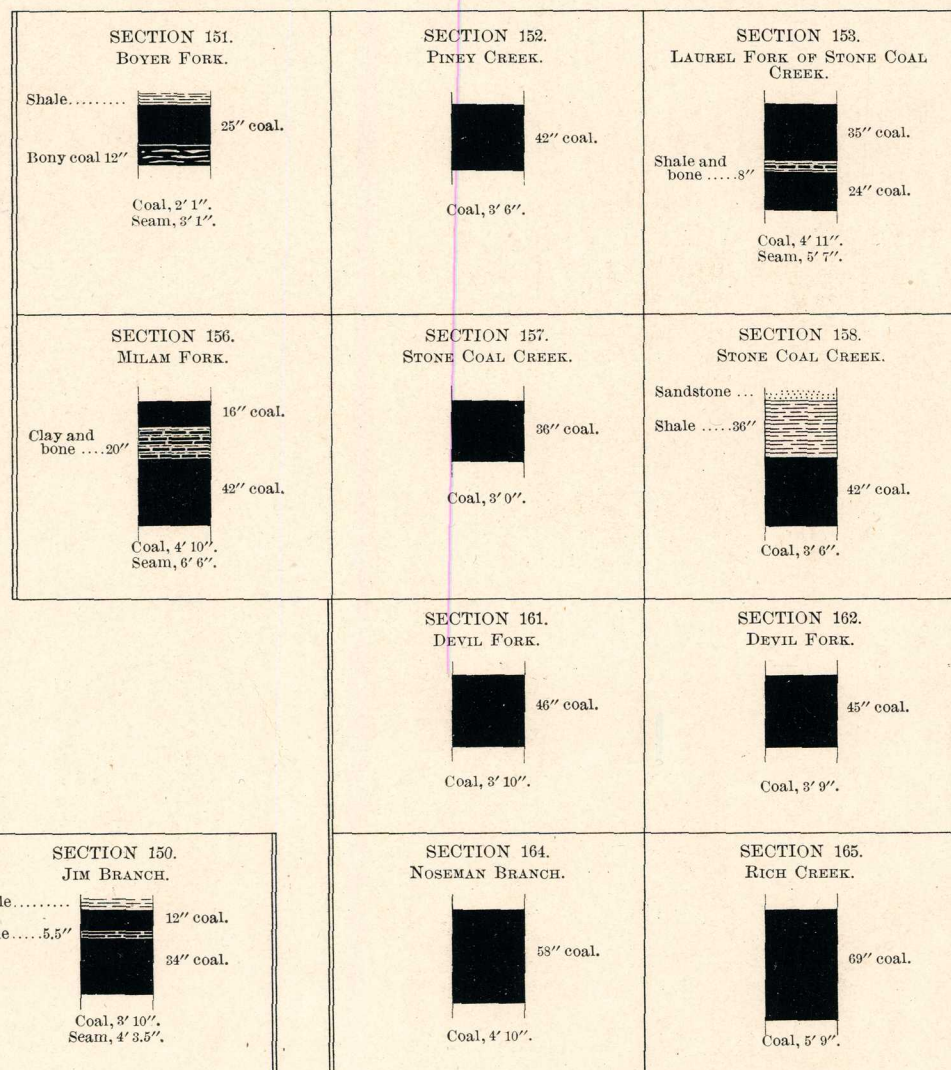 SECTION 151.
BOYER FORK.
Shale.........
25″ coal.
Bony coal 12″
Coal, 2′ 1″.
Seam, 3′ 1″.
SECTION 152.
PINEY CREEK.
42″ coal.
Coal, 3′ 6″.
SECTION 153.
LAUREL FORK OF STONE COAL
CREEK.
35″ coal.
Shale and
bone .....8″
24″ coal.
Coal, 4′ 11″.
Seam, 5′ 7″.
SECTION 156.
MILAM FORK.
16″ coal.
Clay and
bone ....20″
42″ coal.
Coal, 4′ 10″.
Seam, 6′ 6″.
SECTION 157.
STONE COAL CREEK.
36″ coal.
Coal, 3′ 0″.
SECTION 158.
STONE COAL CREEK.
Sandstone ...
Shale .....36″
42″ coal.
Coal, 3′ 6″.
SECTION 161.
DEVIL FORK.
46″ coal.
Coal, 3′ 10″.
SECTION 162.
DEVIL FORK.
45″ coal.
Coal, 3′ 9″.
SECTION 150.
JIM BRANCH.
le.........
12″ coal.
e.....5.5″
34″ coal.
Coal, 3′ 10″.
Seam, 4′ 3.5″.
SECTION 164.
NOSEMAN BRANCH.
58″ coal.
Coal, 4′ 10″.
SECTION 165.
RICH CREEK.
69″ coal.
Coal, 5′ 9″.